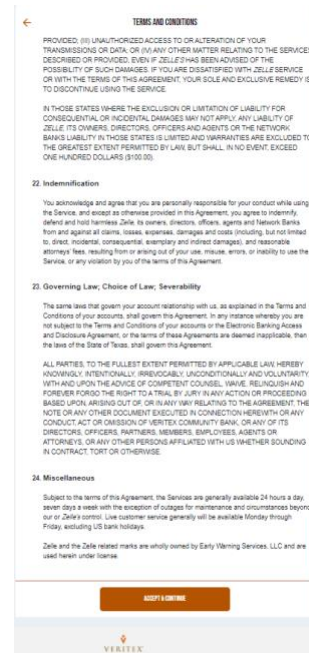 TERMS AND CONDITIONS
PROVIDED; (III) UNAUTHORIZED ACCESS TO OR ALTERATION OF YOUR
TRANSMISSIONS OR DATA; OR (IV) ANY OTHER MATTER RELATING TO THE SERVICES
DESCRIBED OR PROVIDED, EVEN IF ZELLE'S HAS BEEN ADVISED OF THE
POSSIBILITY OF SUCH DAMAGES. IF YOU ARE DISSATISFIED WITH ZELLE SERVICE
OR WITH THE TERMS OF THIS AGREEMENT, YOUR SOLE AND EXCLUSIVE REMEDY IS
TO DISCONTINUE USING THE SERVICE.
IN THOSE STATES WHERE THE EXCLUSION OR LIMITATION OF LIABILITY FOR
CONSEQUENTIAL OR INCIDENTAL DAMAGES MAY NOT APPLY, ANY LIABILITY OF
ZELLE, ITS OWNERS, DIRECTORS, OFFICERS AND AGENTS OR THE NETWORK
BANKS LIABILITY IN THOSE STATES IS LIMITED AND WARRANTIES ARE EXCLUDED TO
THE GREATEST EXTENT PERMITTED BY LAW, BUT SHALL, IN NO EVENT, EXCEED
ONE HUNDRED DOLLARS ($100.00).
22. Indemnification
You acknowledge and agree that you are personally responsible for your conduct while using
the Service, and except as otherwise provided in this Agreement, you agree to indemnify,
defend and hold harmless Zelle, its owners, directors, officers, agents and Network Banks
from and against all claims, losses, expenses, damages and costs (including, but not limited
to, direct, incidental, consequential, exemplary and indirect damages), and reasonable
attorneys' fees, resulting from or arising out of your use, misuse, errors, or inability to use the
Service, or any violation by you of the terms of this Agreement.
23. Governing Law; Choice of Law; Severability
The same laws that govern your account relationship with us, as explained in the Terms and
Conditions of your accounts, shall govern this Agreement. In any instance whereby you are
not subject to the Terms and Conditions of your accounts or the Electronic Banking Access
and Disclosure Agreement, or the terms of these Agreements are deemed inapplicable, then
the laws of the State of Texas, shall govern this Agreement.
ALL PARTIES, TO THE FULLEST EXTENT PERMITTED BY APPLICABLE LAW, HEREBY
KNOWINGLY, INTENTIONALLY, IRREVOCABLY, UNCONDITIONALLY AND VOLUNTARITY,
WITH AND UPON THE ADVICE OF COMPETENT COUNSEL, WAIVE, RELINQUISH AND
FOREVER FORGO THE RIGHT TO A TRIAL BY JURY IN ANY ACTION OR PROCEEDING
BASED UPON, ARISING OUT OF, OR IN ANY WAY RELATING TO THE AGREEMENT, THE
NOTE OR ANY OTHER DOCUMENT EXECUTED IN CONNECTION HEREWITH OR ANY
CONDUCT, ACT OR OMISSION OF VERITEX COMMUNITY BANK, OR ANY OF ITS
DIRECTORS, OFFICERS, PARTNERS, MEMBERS, EMPLOYEES, AGENTS OR
ATTORNEYS, OR ANY OTHER PERSONS AFFILIATED WITH US WHETHER SOUNDING
IN CONTRACT, TORT OR OTHERWISE.
24. Miscellaneous
Subject to the terms of this Agreement, the Services are generally available 24 hours a day,
seven days a week with the exception of outages for maintenance and circumstances beyond
our or Zelle's control. Live customer service generally will be available Monday through
Friday, excluding US bank holidays.
Zelle and the Zelle related marks are wholly owned by Early Warning Services, LLC and are
used herein under license.
ACCEPT & CONTINUE
VERITEX